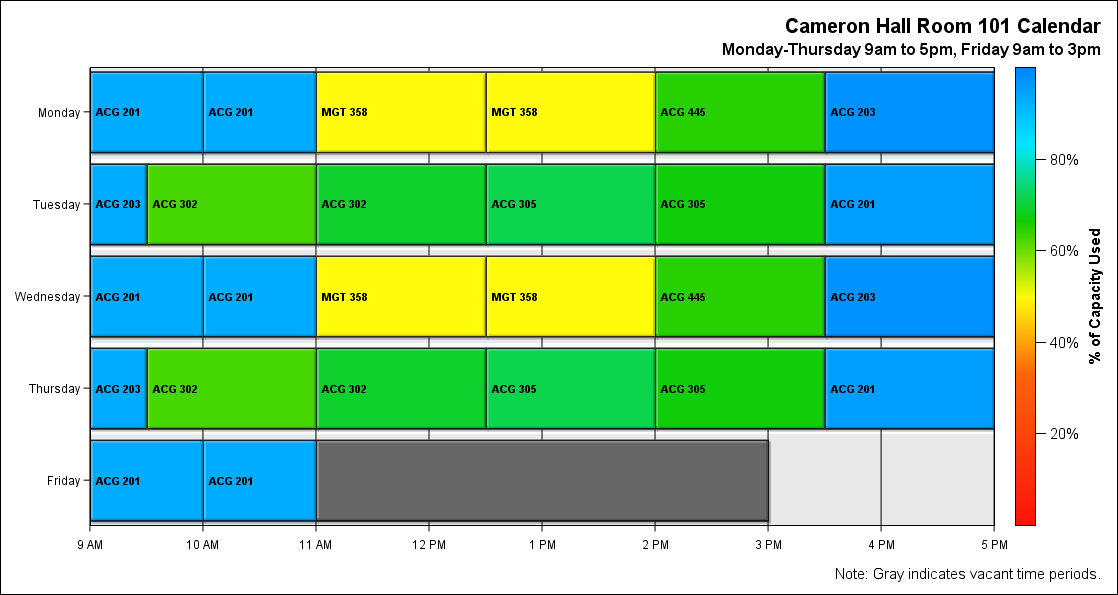 Cameron Hall Room 101 Calendar
Monday-Thursday 9am to 5pm, Friday 9am to 3pm
Monday
ACG 201
ACG 201
MGT 358
MGT 358
ACG 445
ACG 203
Tuesday
ACG 203
ACG 302
ACG 302
ACG 305
ACG 305
ACG 201
Wednesday
ACG 201
ACG 201
MGT 358
MGT 358
ACG 445
ACG 203
Thursday
ACG 203
ACG 302
ACG 302
ACG 305
ACG 305
ACG 201
Friday
ACG 201
ACG 201
9 AM
10 AM
11 AM
12 PM
1 PM
2 PM
3 PM
4 PM
5 PM
80%
60%
40%
20%
% of Capacity Used
Note: Gray indicates vacant time periods.